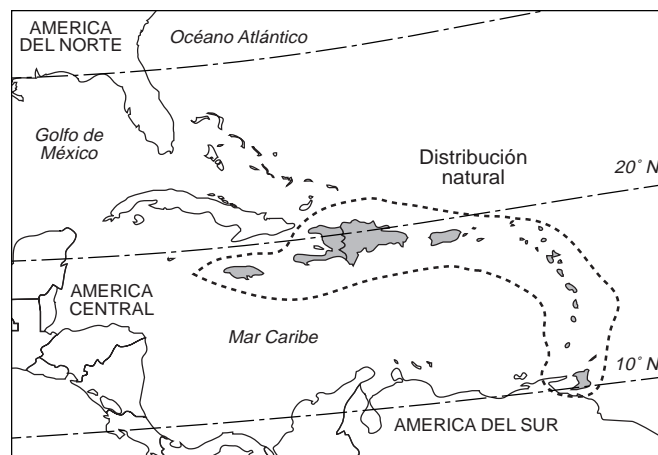 AMERICA
DEL NORTE
Océano Atlántico
Golfo de
México
Distribución
natural
20° N
AMERICA
CENTRAL
Mar Caribe
10° N
AMERICA DEL SUR